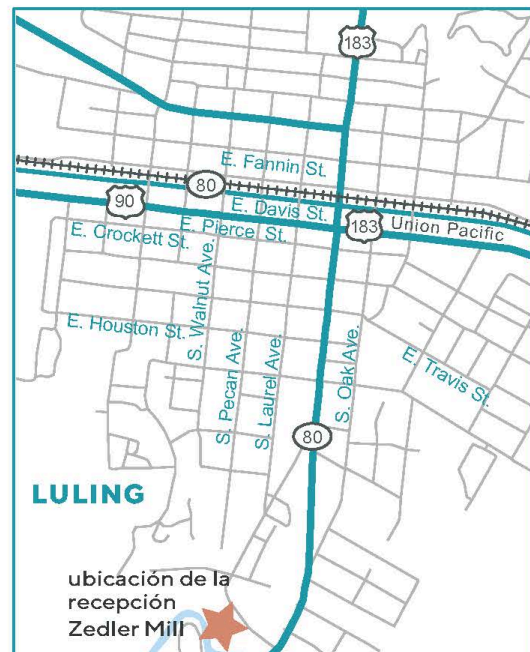 183
E. Fannin St.
80
E. Davis St.
90
E. Pierce St.
183
Union Pacific
E. Crockett St.
E. Houston St.
S. Walnut Ave.
S. Pecan Ave.
S. Laurel Ave.
S. Oak Ave.
E. Travis St.
80
LULING
ubicación de la
recepción
Zedler Mill